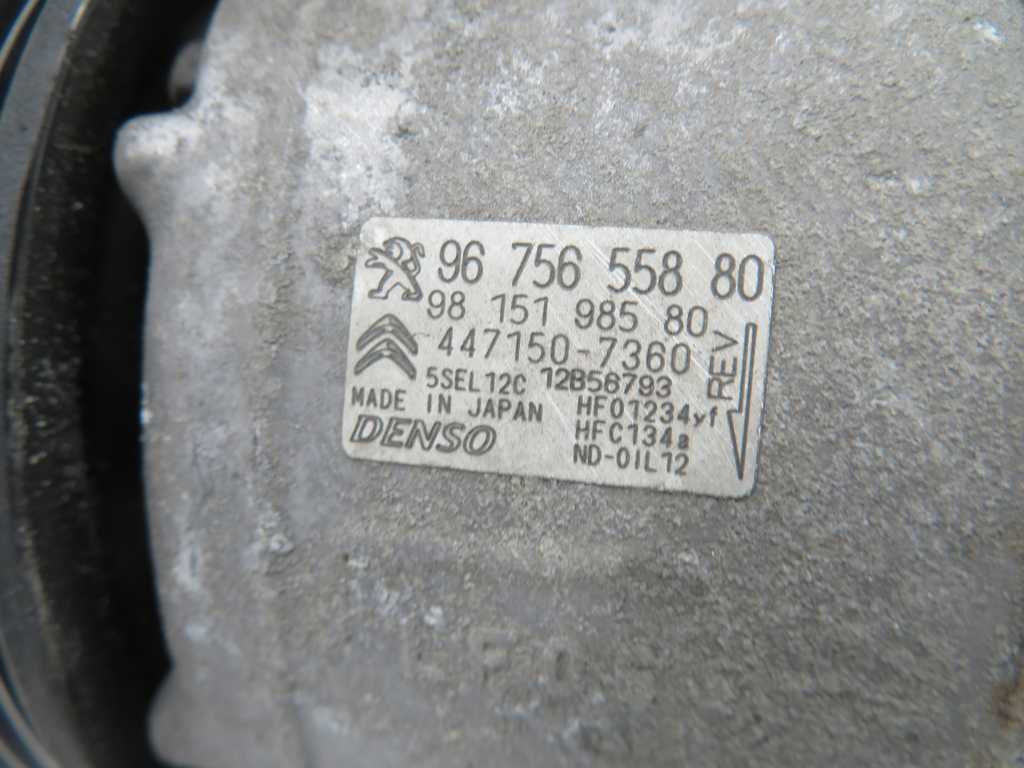 96 756 558 80
98 151 985 80
447150-7360
5SEL12C 12B56793
MADE IN JAPAN HFO1234yf
HFC134a
DENSO ND-OIL12
REV